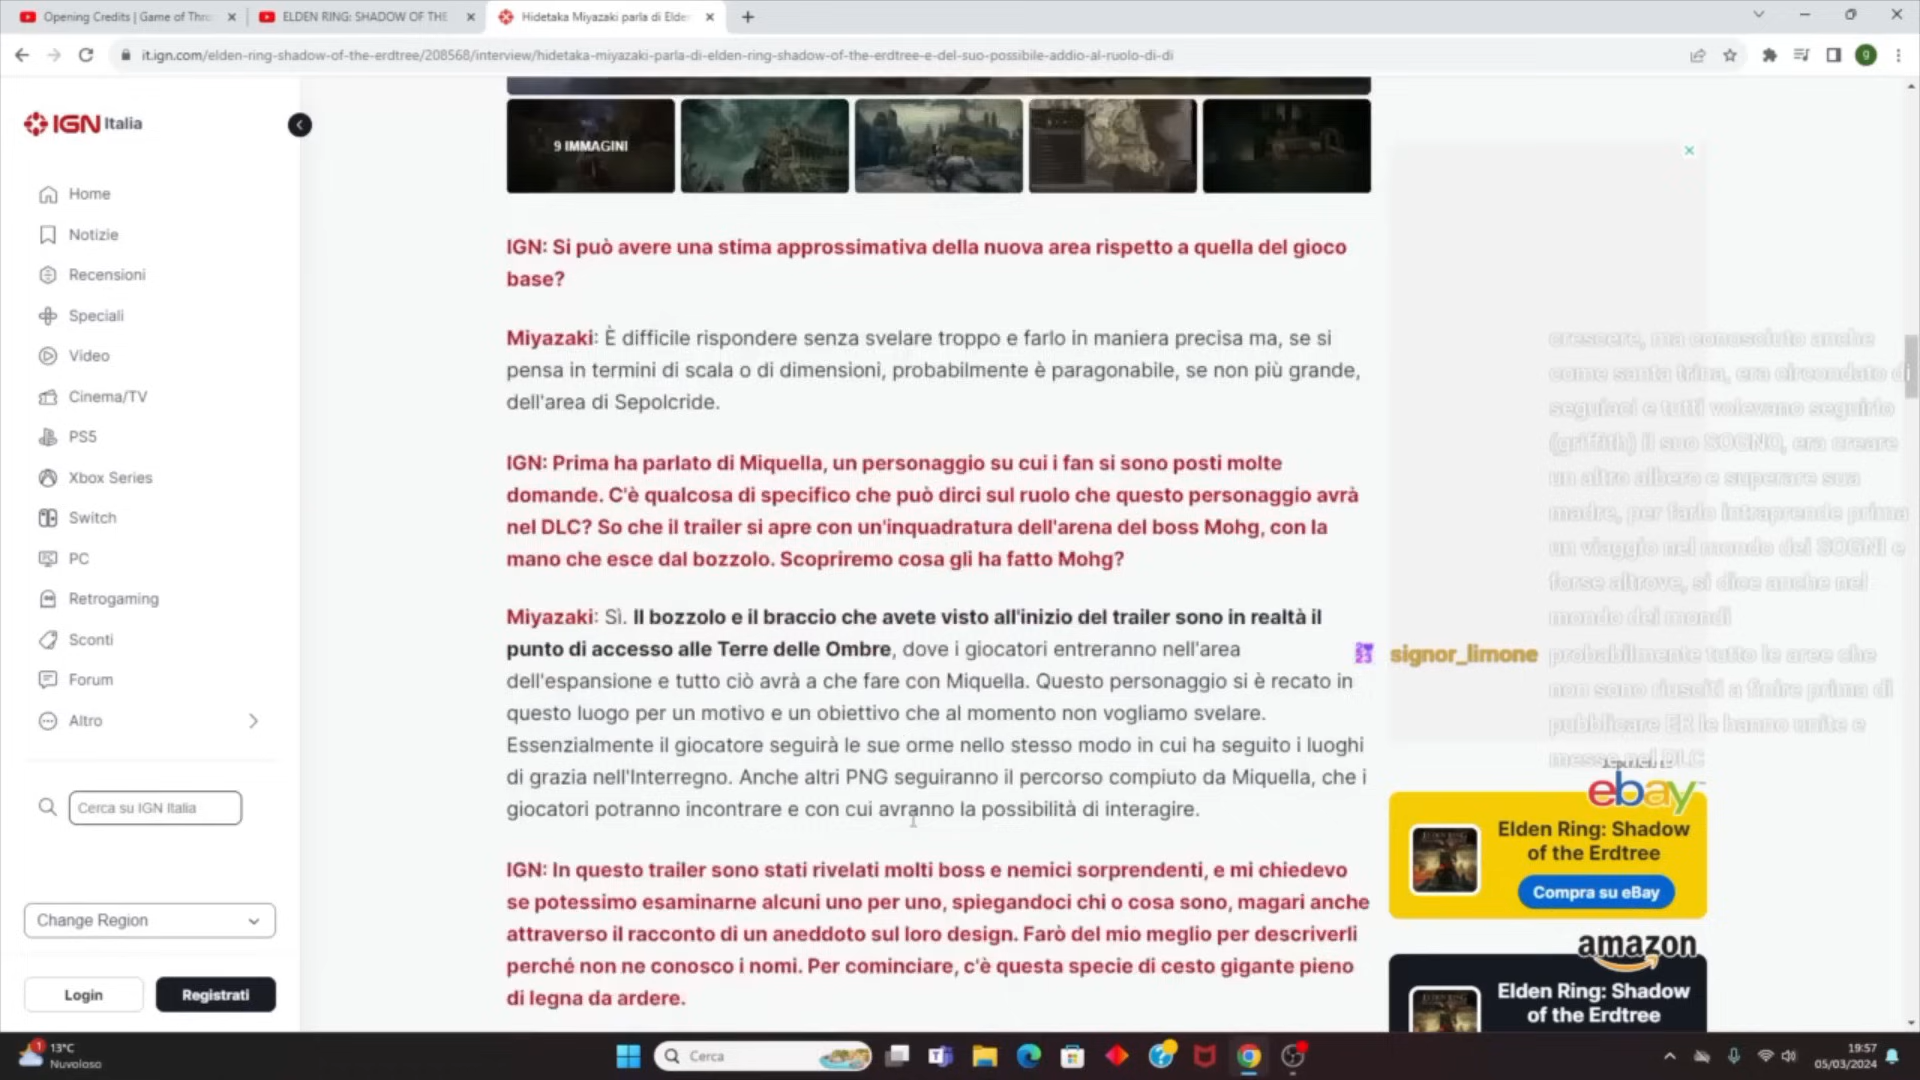 Opening Credits | Game of Thro
ELDEN RING: SHADOW OF THE
Hidetaka Miyazaki parla di Elde
it.ign.com/elden-ring-shadow-of-the-erdtree/208568/interview/hidetaka-miyazaki-parla-di-elden-ring-shadow-of-the-erdtree-e-del-suo-possibile-addio-al-ruolo-di-di
g
IGN Italia
Home
Notizie
Recensioni
Speciali
Video
Cinema/TV
PS5
Xbox Series
Switch
PC
Retrogaming
Sconti
Forum
Altro
Cerca su IGN Italia
Change Region
Login
Registrati
9 IMMAGINI
IGN: Si può avere una stima approssimativa della nuova area rispetto a quella del gioco
base?
Miyazaki: È difficile rispondere senza svelare troppo e farlo in maniera precisa ma, se si
pensa in termini di scala o di dimensioni, probabilmente è paragonabile, se non più grande,
dell'area di Sepolcride.
IGN: Prima ha parlato di Miquella, un personaggio su cui i fan si sono posti molte
domande. C'è qualcosa di specifico che può dirci sul ruolo che questo personaggio avrà
nel DLC? So che il trailer si apre con un'inquadratura dell'arena del boss Mohg, con la
mano che esce dal bozzolo. Scopriremo cosa gli ha fatto Mohg?
Miyazaki: Sì. Il bozzolo e il braccio che avete visto all'inizio del trailer sono in realtà il
punto di accesso alle Terre delle Ombre, dove i giocatori entreranno nell'area
dell'espansione e tutto ciò avrà a che fare con Miquella. Questo personaggio si è recato in
questo luogo per un motivo e un obiettivo che al momento non vogliamo svelare.
Essenzialmente il giocatore seguirà le sue orme nello stesso modo in cui ha seguito i luoghi
di grazia nell'Interregno. Anche altri PNG seguiranno il percorso compiuto da Miquella, che i
giocatori potranno incontrare e con cui avranno la possibilità di interagire.
IGN: In questo trailer sono stati rivelati molti boss e nemici sorprendenti, e mi chiedevo
se potessimo esaminarne alcuni uno per uno, spiegandoci chi o cosa sono, magari anche
attraverso il racconto di un aneddoto sul loro design. Farò del mio meglio per descriverli
perché non ne conosco i nomi. Per cominciare, c'è questa specie di cesto gigante pieno
di legna da ardere.
crescere, ma conosciuto anche
come santa trina, era circondato di
seguiaci e tutti volevano seguirlo
(griffith) il suo SOGNO, era creare
un altro albero e superare sua
madre, per farlo intraprende prima
un viaggio nel mondo dei SOGNI e
forse altrove, si dice anche nel
mondo dei mondi
signor_limone probabilmente tutto le aree che
non sono riusciti a finire prima di
pubblicare ER le hanno unite e
messe nel DLC
ebay
Elden Ring: Shadow
of the Erdtree
Compra su eBay
amazon
Elden Ring: Shadow
of the Erdtree
1
13°C
Nuvoloso
Cerca
19:57
05/03/2024